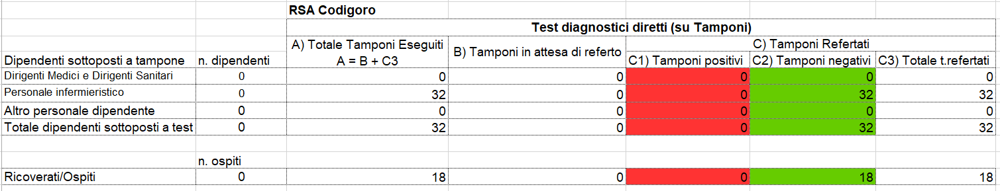 RSA Codigoro
Test diagnostici diretti (su Tamponi)
A) Totale Tamponi Eseguiti
A = B + C3
B) Tamponi in attesa di referto
C) Tamponi Refertati
Dipendenti sottoposti a tampone n. dipendenti C1) Tamponi positivi C2) Tamponi negativi C3) Totale t.refertati
Dirigenti Medici e Dirigenti Sanitari 0 0 0 0 0 0
Personale infermieristico 0 32 0 0 32 32
Altro personale dipendente 0 0 0 0 0 0
Totale dipendenti sottoposti a test 0 32 0 0 32 32
n. ospiti
Ricoverati/Ospiti 0 18 0 0 18 18